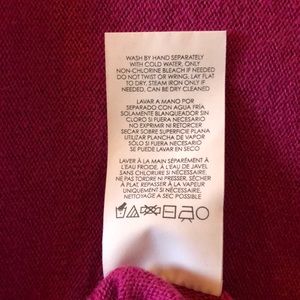 WASH BY HAND SEPARATELY
WITH COLD WATER, ONLY
NON-CHLORINE BLEACH IF NEEDED
DO NOT TWIST OR WRING, LAY FLAT
TO DRY, STEAM IRON ONLY IF
NEEDED, CAN BE DRY CLEANED
LAVAR A MANO POR
SEPARADO CON AGUA FRÍA
SOLAMENTE BLANQUEADOR SIN
CLORO SI FUERA NECESARIO
NO EXPRIMIR NI RETORCER
SECAR SOBRE SUPERFICIE PLANA
UTILIZAR PLANCHA DE VAPOR
SÓLO SI FUERA NECESARIO
SE PUEDE LAVAR EN SECO
LAVER À LA MAIN SÉPARÉMENT À
L'EAU FROIDE, À L'EAU DE JAVEL
SANS CHLORURE SI NÉCESSAIRE,
NE PAS TORDRE NI PRESSER, SÉCHER
À PLAT, REPASSER À LA VAPEUR
UNIQUEMENT SI NÉCESSAIRE,
NETTOYAGE A SEC POSSIBLE